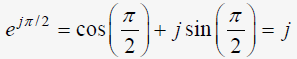 e^{jπ/2} = cos(π/2) + j sin(π/2) = j